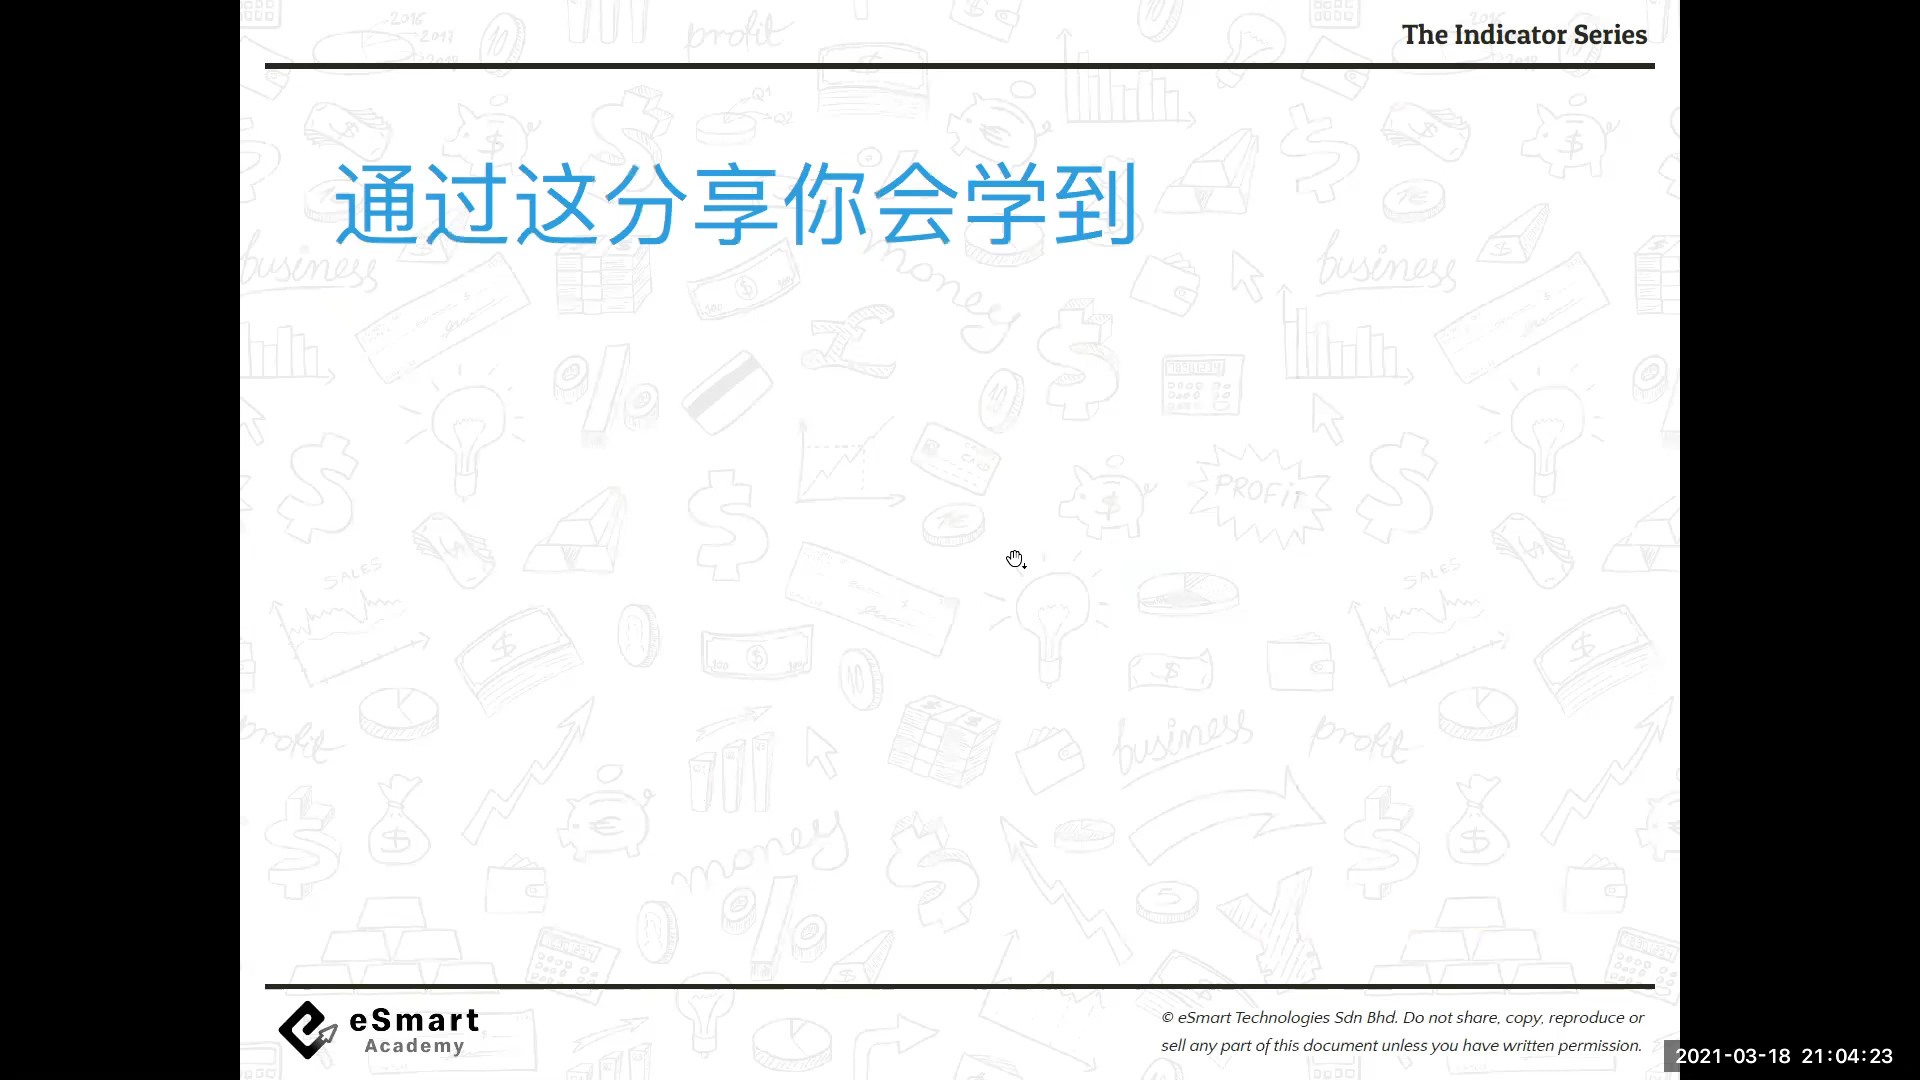 The Indicator Series
通过这分享你会学到
eSmart
Academy
© eSmart Technologies Sdn Bhd. Do not share, copy, reproduce or
sell any part of this document unless you have written permission.
2021-03-18 21:04:23